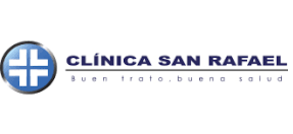 CLÍNICA SAN RAFAEL
Buen trato, buena salud